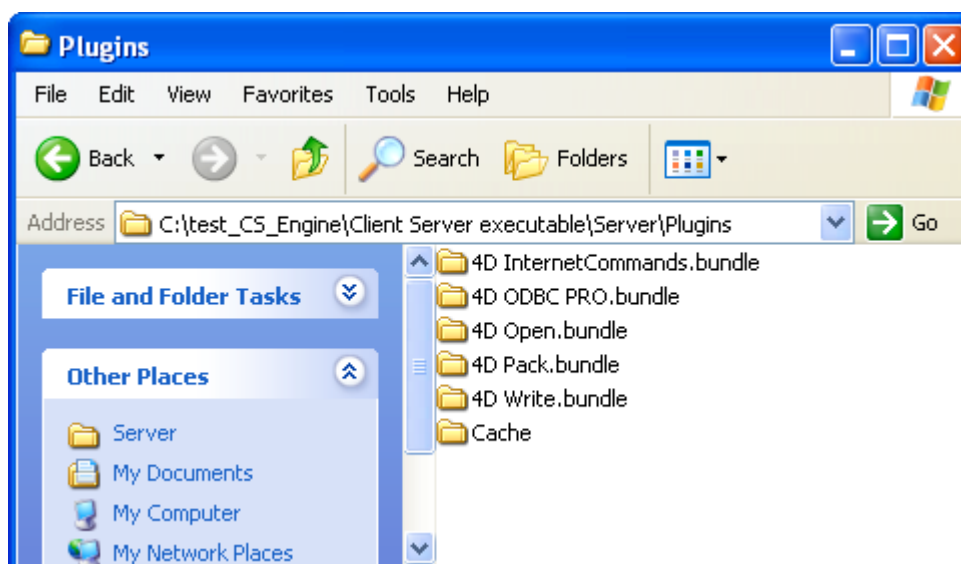 Plugins
File Edit View Favorites Tools Help
Back Search Folders
Address C:\test_CS_Engine\Client Server executable\Server\Plugins Go
File and Folder Tasks
Other Places
Server
My Documents
My Computer
My Network Places
4D InternetCommands.bundle
4D ODBC PRO.bundle
4D Open.bundle
4D Pack.bundle
4D Write.bundle
Cache